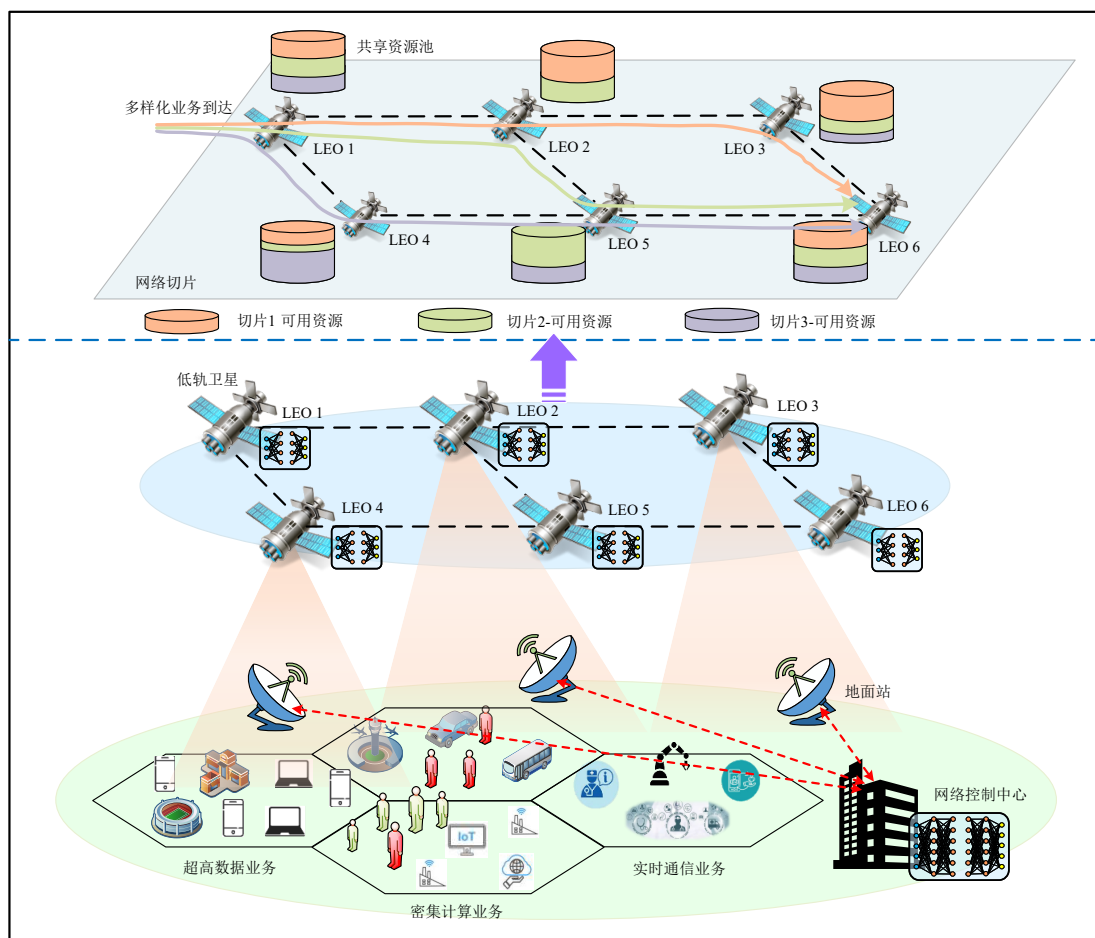 共享资源池
多样化业务到达
LEO 1
LEO 2
LEO 3
LEO 4
LEO 5
LEO 6
网络切片
切片1 可用资源
切片2-可用资源
切片3-可用资源
低轨卫星
LEO 1
LEO 2
LEO 3
LEO 4
LEO 5
LEO 6
地面站
网络控制中心
IoT
超高数据业务
实时通信业务
密集计算业务